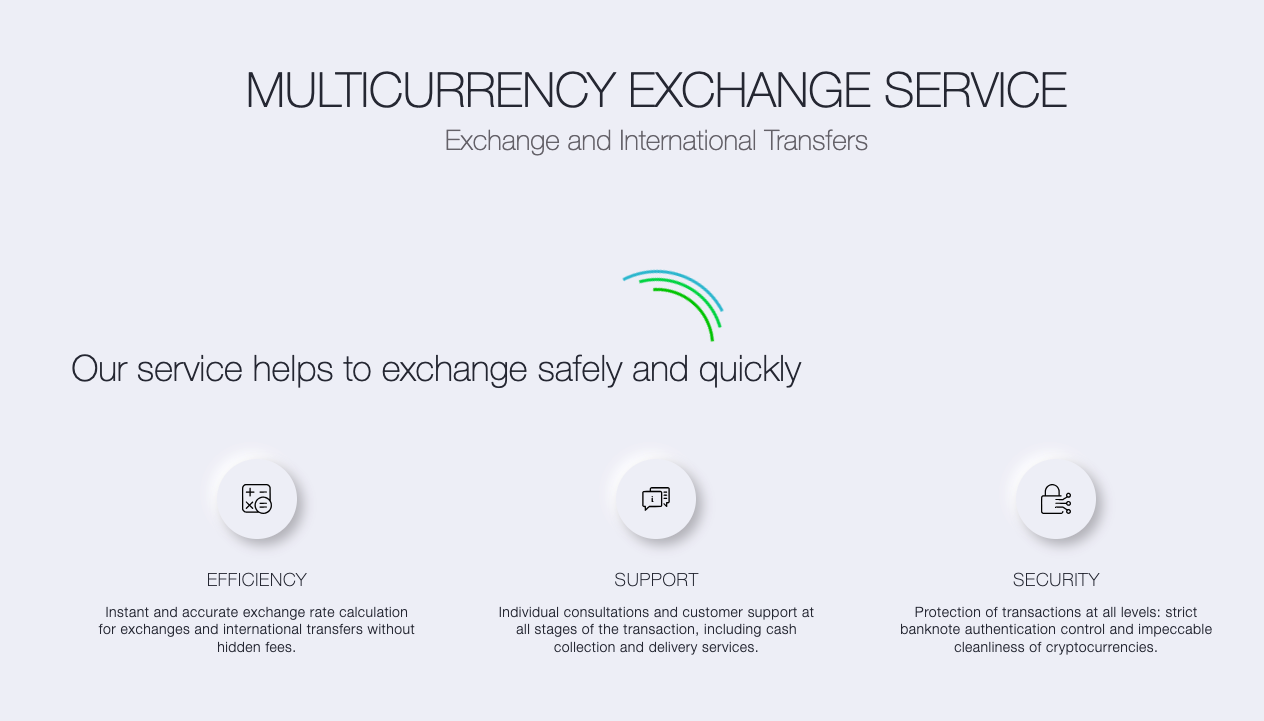 MULTICURRENCY EXCHANGE SERVICE
Exchange and International Transfers
Our service helps to exchange safely and quickly
EFFICIENCY
Instant and accurate exchange rate calculation
for exchanges and international transfers without
hidden fees.
SUPPORT
Individual consultations and customer support at
all stages of the transaction, including cash
collection and delivery services.
SECURITY
Protection of transactions at all levels: strict
banknote authentication control and impeccable
cleanliness of cryptocurrencies.